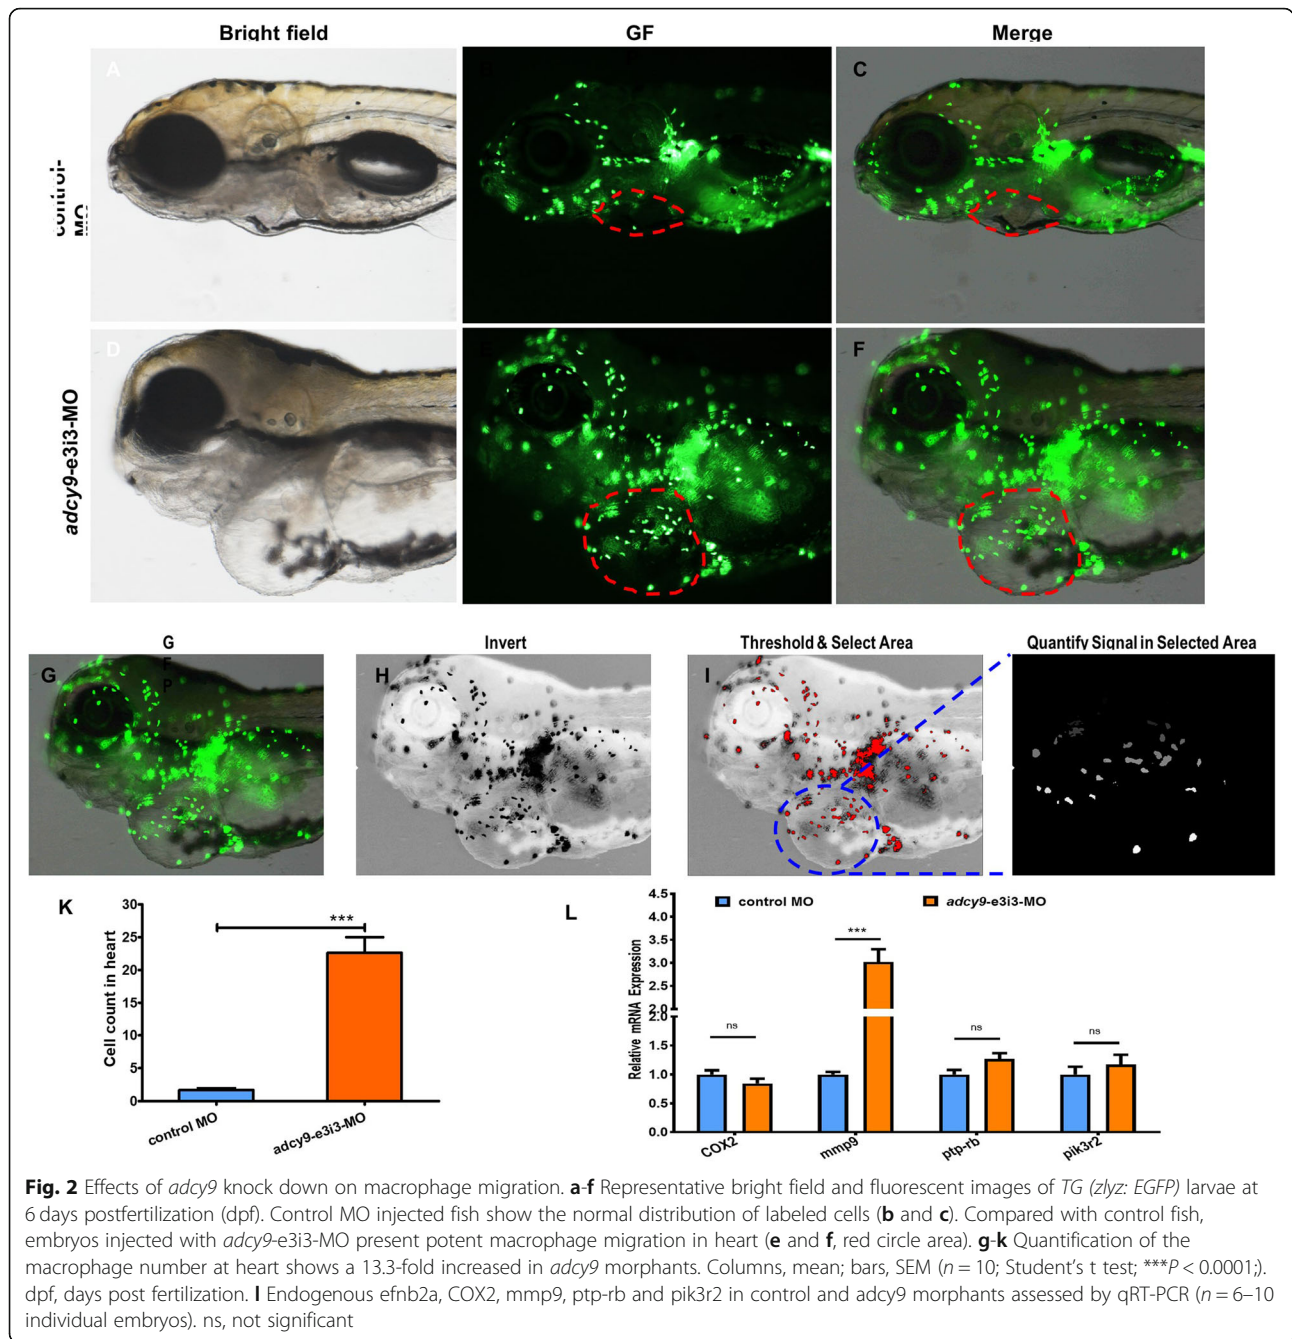 Bright field GF Merge
A B C
control-MO
D E F
adcy9-e3i3-MO
GFP Invert Threshold & Select Area Quantify Signal in Selected Area
G H I
K
Cell count in heart
30
25
20
15
10
5
0
***
control MO adcy9-e3i3-MO
L
control MO adcy9-e3i3-MO
Relative mRNA Expression
4.5
4.0
3.5
3.0
2.5
2.0
2.0
1.5
1.0
0.5
0.0
ns *** ns ns
COX2 mmp9 ptp-rb pik3r2
Fig. 2 Effects of adcy9 knock down on macrophage migration. a-f Representative bright field and fluorescent images of TG (zlyz: EGFP) larvae at
6 days postfertilization (dpf). Control MO injected fish show the normal distribution of labeled cells (b and c). Compared with control fish,
embryos injected with adcy9-e3i3-MO present potent macrophage migration in heart (e and f, red circle area). g-k Quantification of the
macrophage number at heart shows a 13.3-fold increased in adcy9 morphants. Columns, mean; bars, SEM (n = 10; Student's t test; ***P < 0.0001;).
dpf, days post fertilization. l Endogenous efnb2a, COX2, mmp9, ptp-rb and pik3r2 in control and adcy9 morphants assessed by qRT-PCR (n = 6–10
individual embryos). ns, not significant